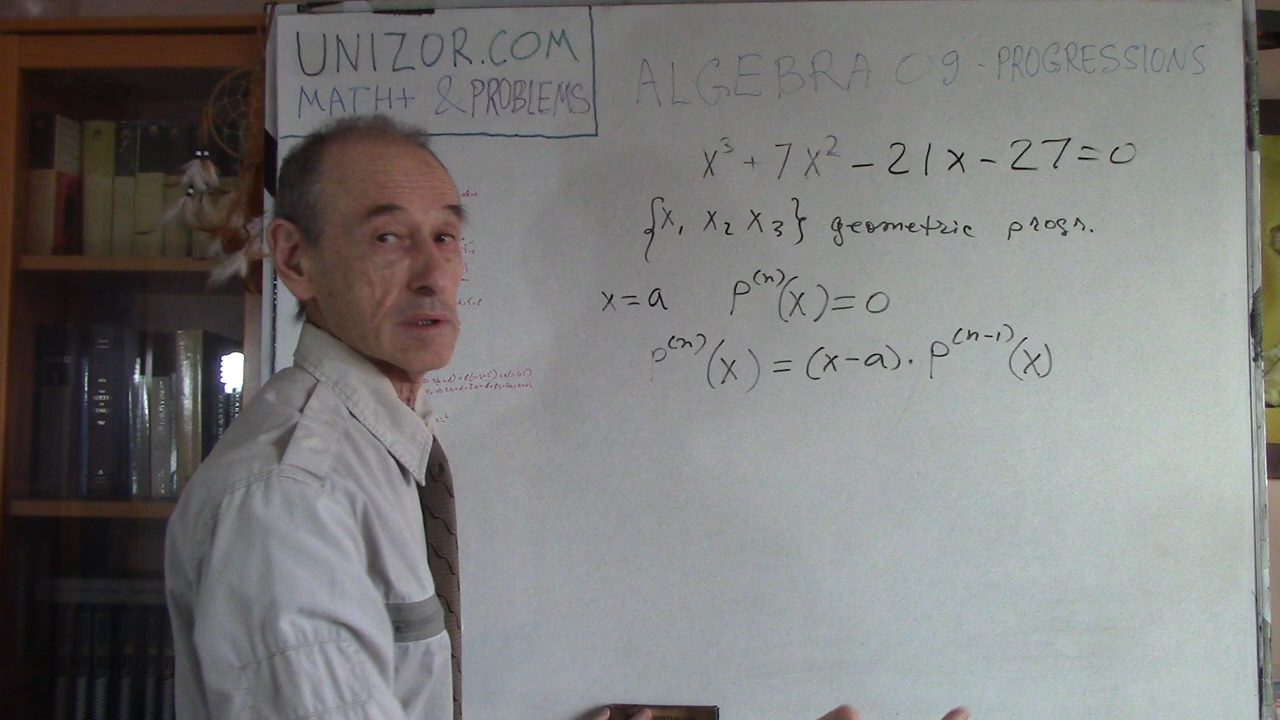 UNIZOR.COM
MATH+ & PROBLEMS
ALGEBRA 09 - PROGRESSIONS
x³ + 7x² - 21x - 27 = 0
{x₁ x₂ x₃} geometric progr.
x = a P⁽ⁿ⁾(x) = 0
P⁽ⁿ⁾(x) = (x-a) · P⁽ⁿ⁻¹⁾(x)